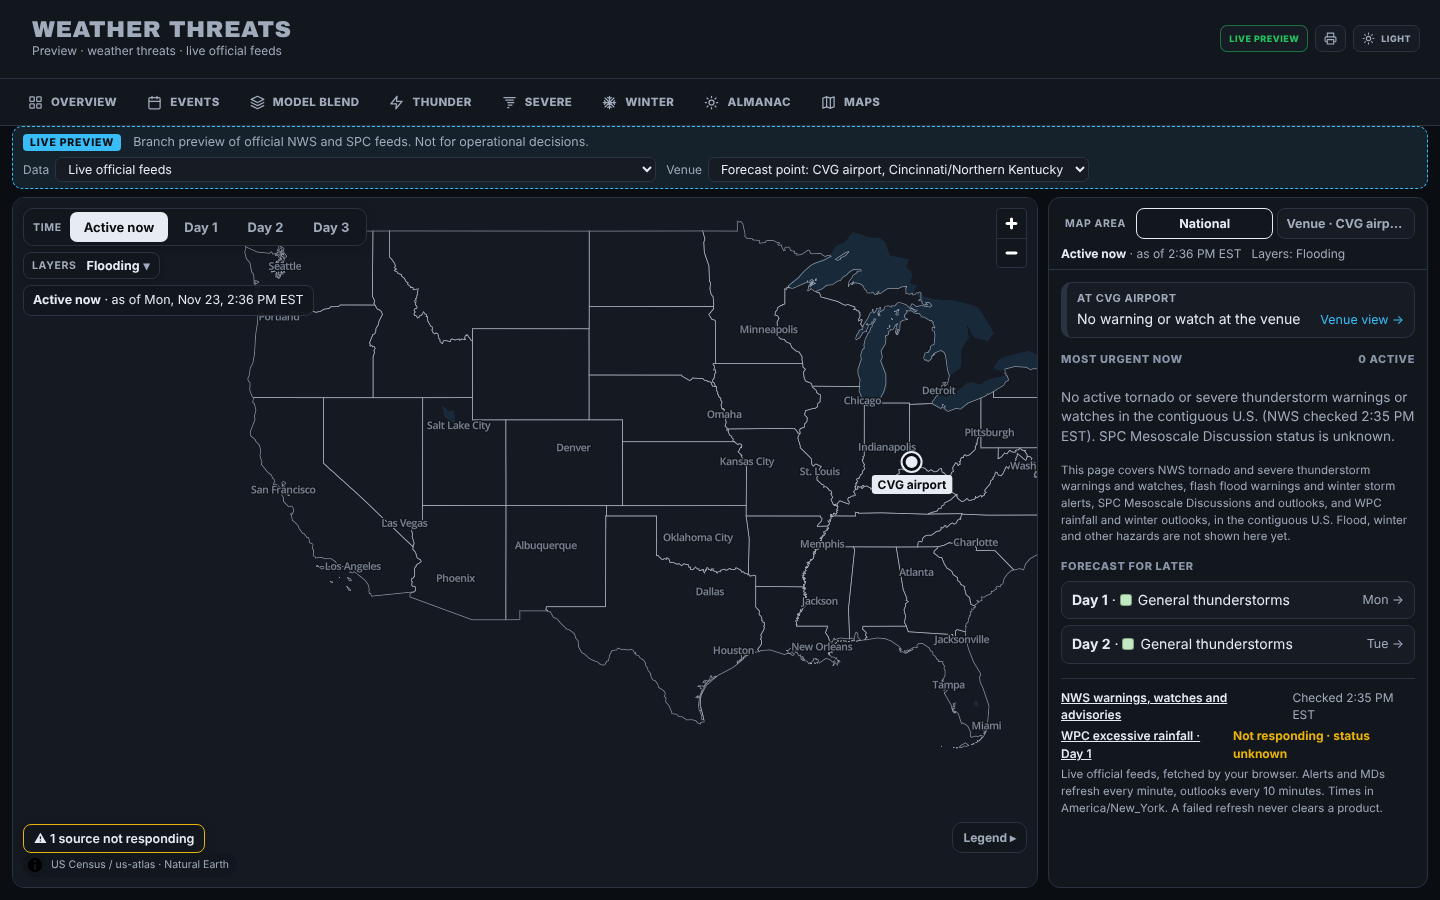 WEATHER THREATS
Preview · weather threats · live official feeds
LIVE PREVIEW
LIGHT
OVERVIEW
EVENTS
MODEL BLEND
THUNDER
SEVERE
WINTER
ALMANAC
MAPS
LIVE PREVIEW
Branch preview of official NWS and SPC feeds. Not for operational decisions.
Data
Live official feeds
Venue
Forecast point: CVG airport, Cincinnati/Northern Kentucky
TIME
Active now
Day 1
Day 2
Day 3
LAYERS
Flooding ▾
Active now · as of Mon, Nov 23, 2:36 PM EST
+
−
Seattle
Portland
Minneapolis
Detroit
Chicago
Omaha
Salt Lake City
Pittsburgh
Denver
Indianapolis
Kansas City
St. Louis
Wash
CVG airport
San Francisco
Las Vegas
Oklahoma City
Albuquerque
Memphis
Charlotte
Los Angeles
Phoenix
Atlanta
Dallas
Jackson
Jacksonville
Houston
New Orleans
Tampa
Miami
⚠ 1 source not responding
US Census / us-atlas · Natural Earth
Legend ▸
MAP AREA
National
Venue · CVG airp...
Active now · as of 2:36 PM EST Layers: Flooding
AT CVG AIRPORT
No warning or watch at the venue
Venue view →
MOST URGENT NOW
0 ACTIVE
No active tornado or severe thunderstorm warnings or
watches in the contiguous U.S. (NWS checked 2:35 PM
EST). SPC Mesoscale Discussion status is unknown.
This page covers NWS tornado and severe thunderstorm
warnings and watches, flash flood warnings and winter storm
alerts, SPC Mesoscale Discussions and outlooks, and WPC
rainfall and winter outlooks, in the contiguous U.S. Flood, winter
and other hazards are not shown here yet.
FORECAST FOR LATER
Day 1 · General thunderstorms
Mon →
Day 2 · General thunderstorms
Tue →
NWS warnings, watches and
advisories
Checked 2:35 PM
EST
WPC excessive rainfall ·
Day 1
Not responding · status
unknown
Live official feeds, fetched by your browser. Alerts and MDs
refresh every minute, outlooks every 10 minutes. Times in
America/New_York. A failed refresh never clears a product.